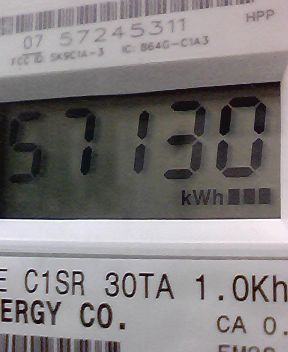 HPP
07 57245311
FCC ID: SK9C1A-3 IC: 864G-C1A3
57130
kWh
E C1SR 30TA 1.0Kh
ERGY CO.
CA 0.